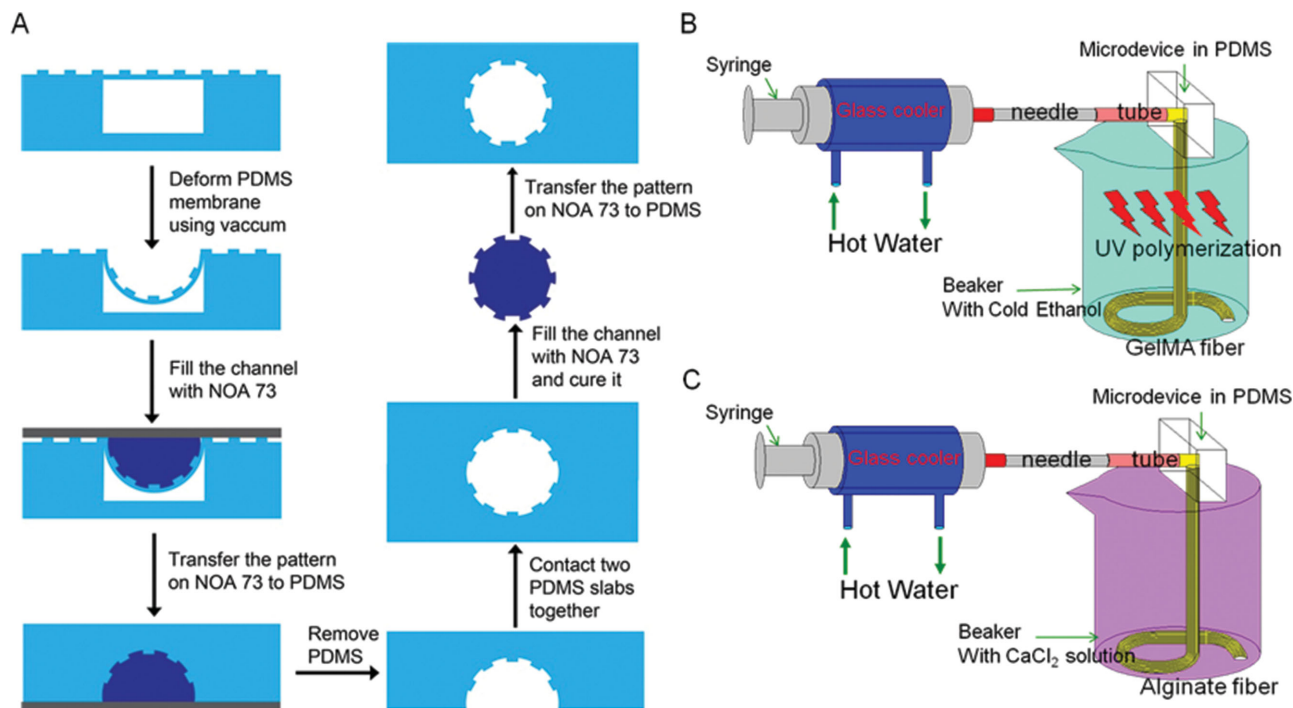 A
Deform PDMS
membrane
using vaccum
Fill the channel
with NOA 73
Transfer the pattern
on NOA 73 to PDMS
Remove
PDMS
Contact two
PDMS slabs
together
Fill the channel
with NOA 73
and cure it
Transfer the pattern
on NOA 73 to PDMS
B
Microdevice in PDMS
Syringe
Glass cooler
needle
tube
Hot Water
UV polymerization
Beaker
With Cold Ethanol
GelMA fiber
C
Microdevice in PDMS
Syringe
Glass cooler
needle
tube
Hot Water
Beaker
With CaCl₂ solution
Alginate fiber